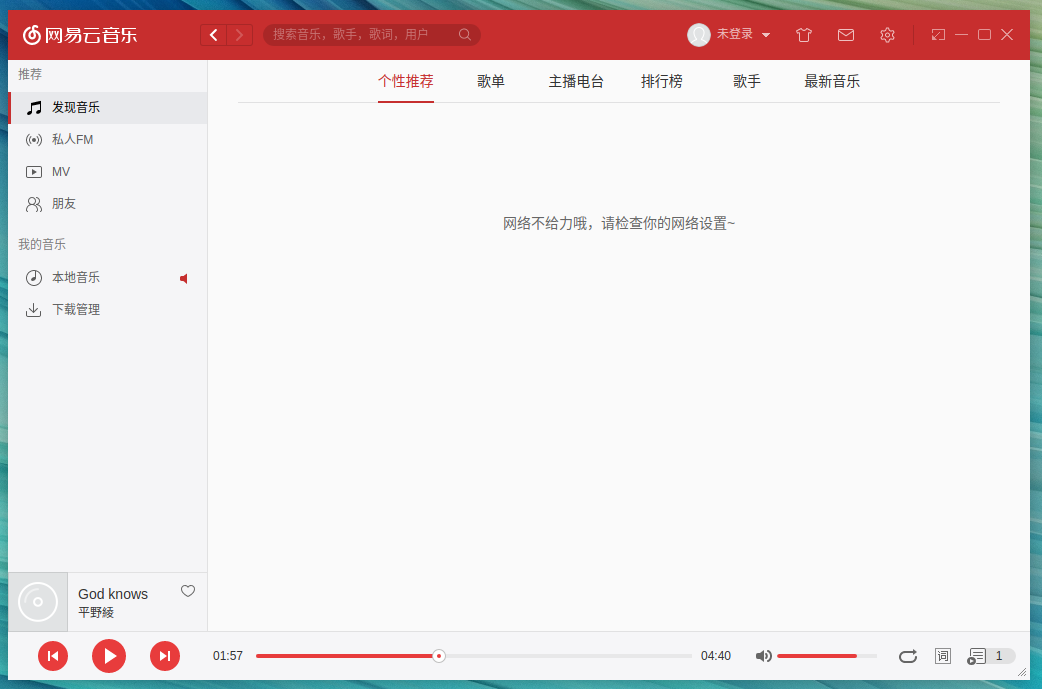 网易云音乐
搜索音乐，歌手，歌词，用户
未登录
推荐
发现音乐
私人FM
MV
朋友
我的音乐
本地音乐
下载管理
个性推荐 歌单 主播电台 排行榜 歌手 最新音乐
网络不给力哦，请检查你的网络设置~
God knows
平野綾
01:57
04:40
词
1